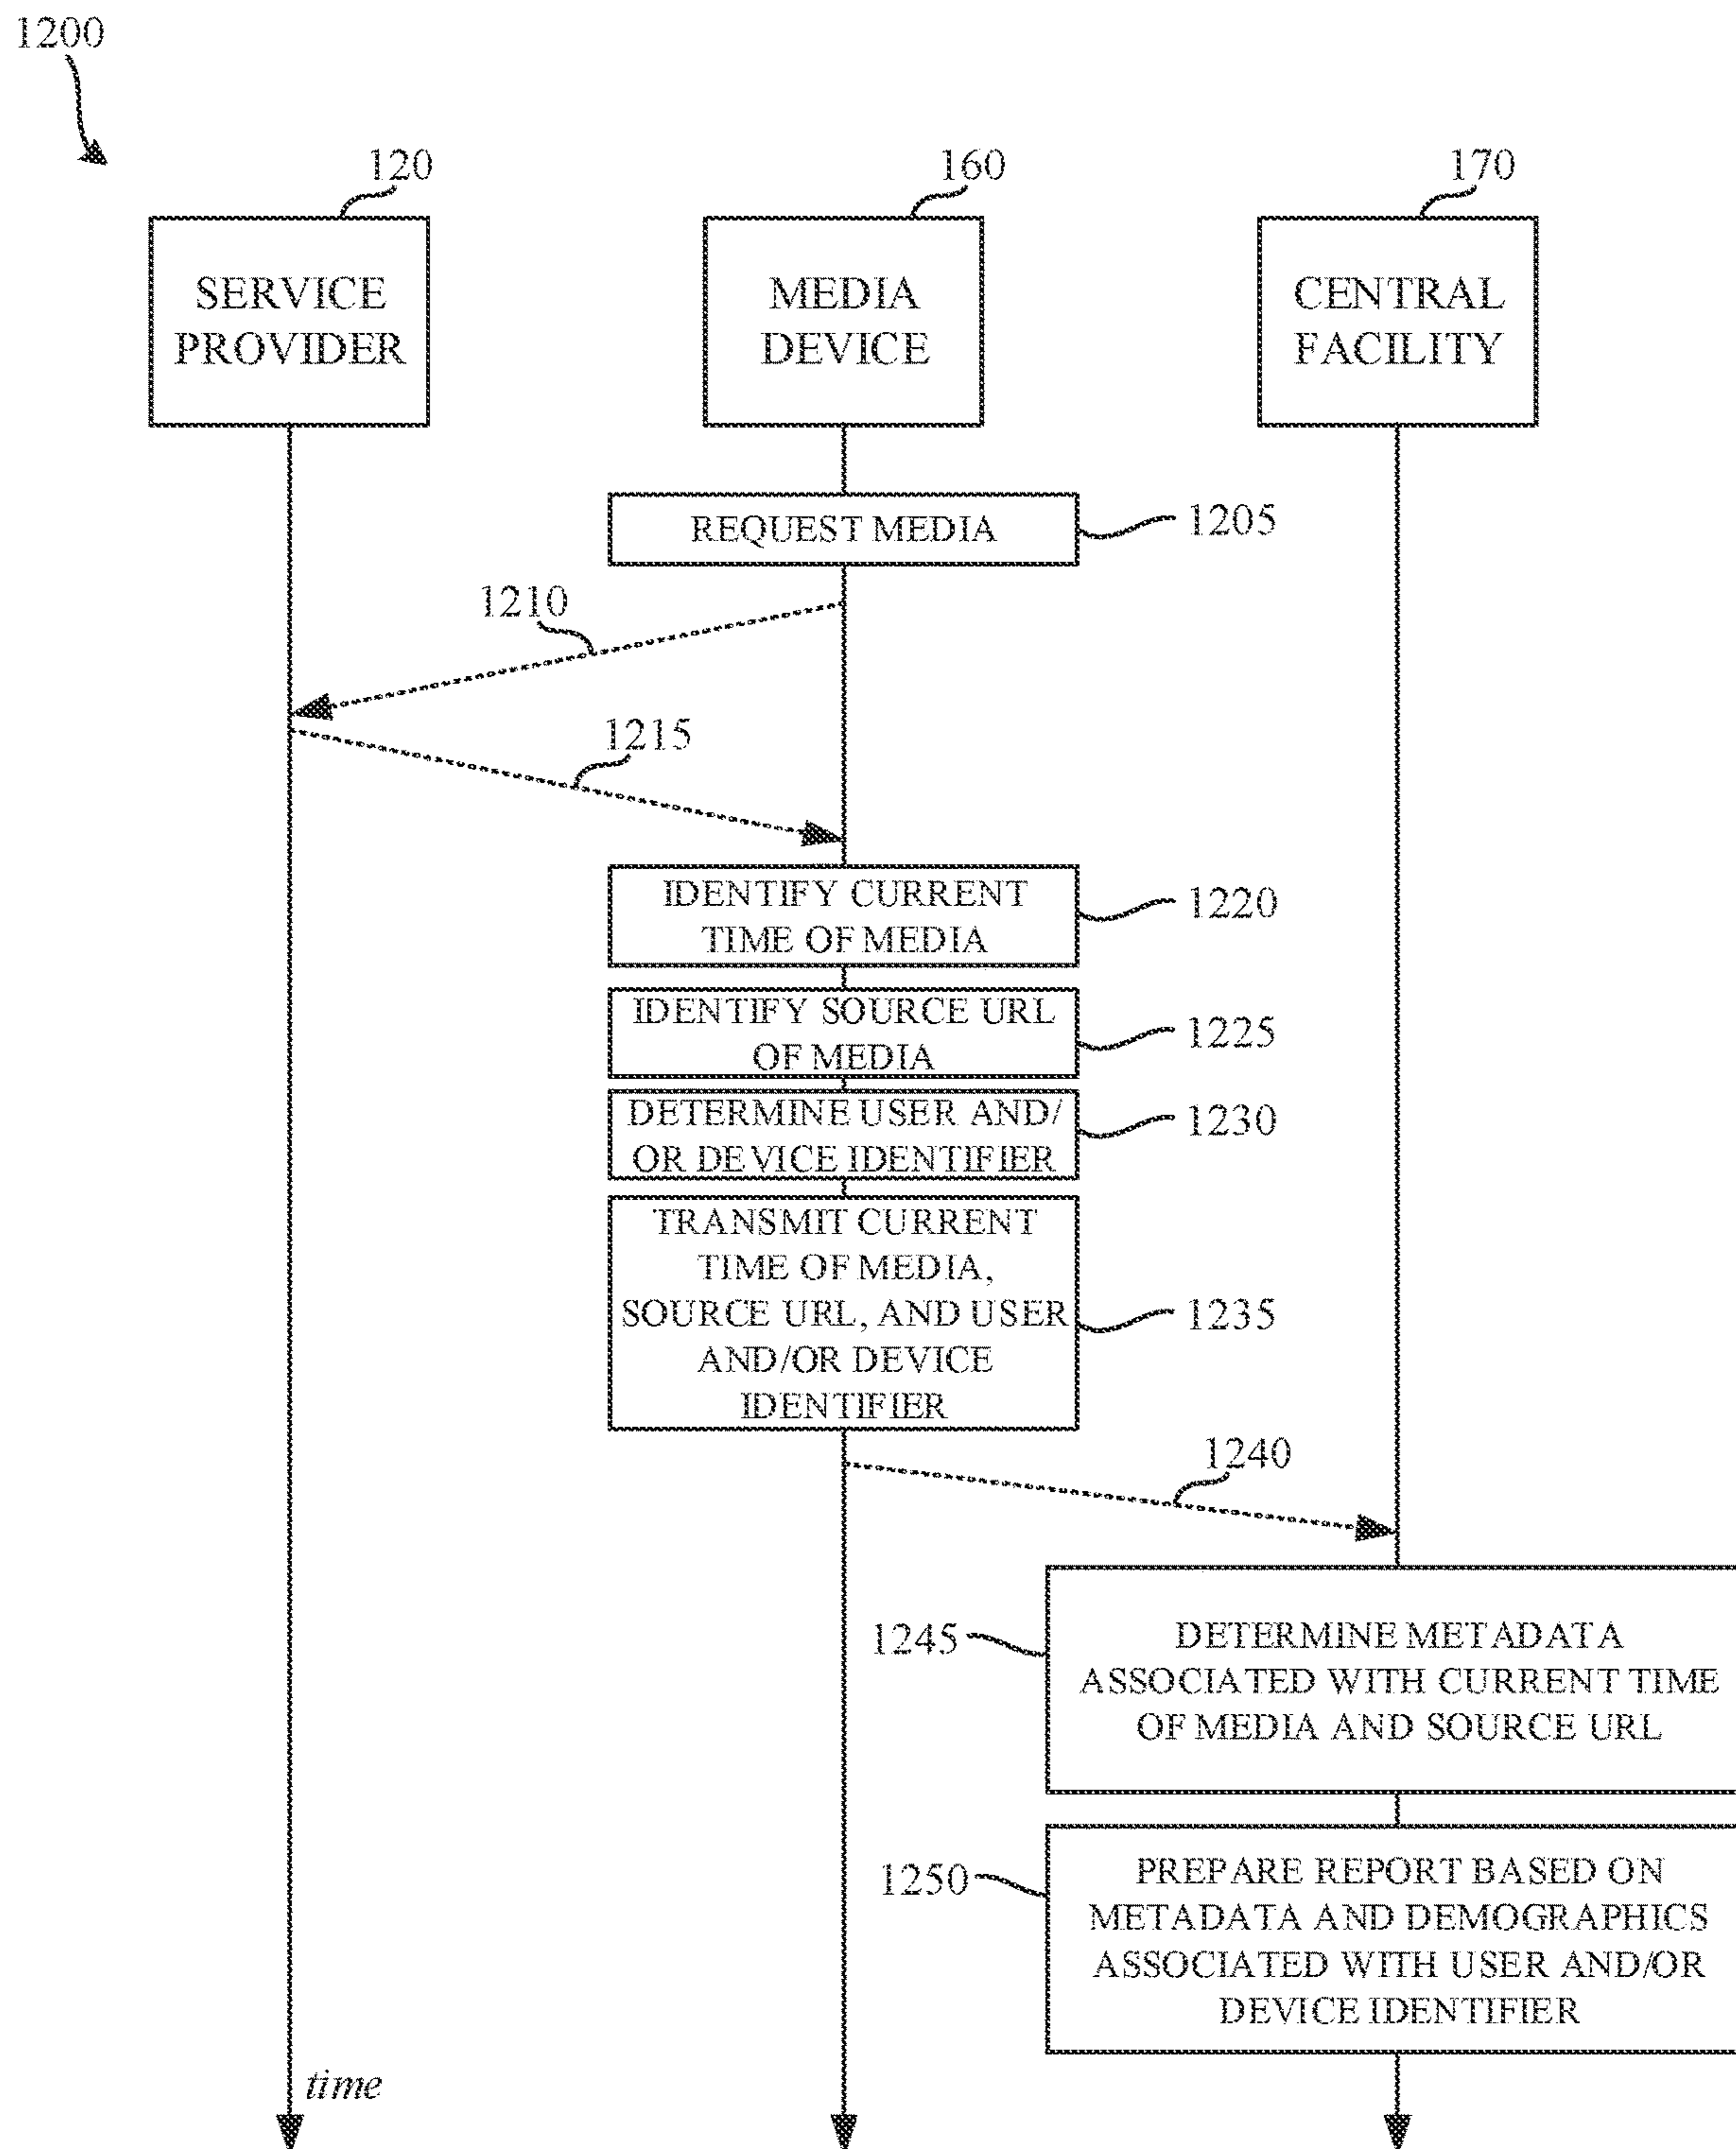 1200
120
160
170
SERVICE
PROVIDER
MEDIA
DEVICE
CENTRAL
FACILITY
REQUEST MEDIA
1205
1210
1215
IDENTIFY CURRENT
TIME OF MEDIA
1220
IDENTIFY SOURCE URL
OF MEDIA
1225
DETERMINE USER AND/
OR DEVICE IDENTIFIER
1230
TRANSMIT CURRENT
TIME OF MEDIA,
SOURCE URL, AND USER
AND/OR DEVICE
IDENTIFIER
1235
1240
1245
DETERMINE METADATA
ASSOCIATED WITH CURRENT TIME
OF MEDIA AND SOURCE URL
1250
PREPARE REPORT BASED ON
METADATA AND DEMOGRAPHICS
ASSOCIATED WITH USER AND/OR
DEVICE IDENTIFIER
time